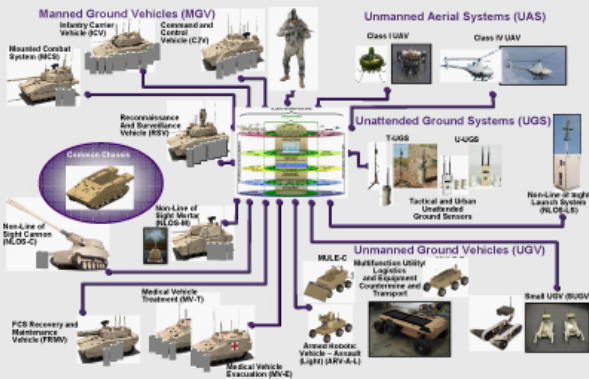 Manned Ground Vehicles (MGV)
Infantry Carrier
Vehicle (ICV)
Command and
Control
Vehicle (C2V)
Mounted Combat
System (MCS)
Reconnaissance
And Surveillance
Vehicle (RSV)
Common Chassis
Non-Line of
Sight Cannon
(NLOS-C)
Non-Line of
Sight Mortar
(NLOS-M)
Medical Vehicle
Treatment (MV-T)
FCS Recovery and
Maintenance
Vehicle (FRMV)
Medical Vehicle
Evacuation (MV-E)
Unmanned Aerial Systems (UAS)
Class I UAV
Class IV UAV
Unattended Ground Systems (UGS)
T-UGS
U-UGS
Tactical and Urban
Unattended
Ground Sensors
Non-Line of Sight
Launch System
(NLOS-LS)
Unmanned Ground Vehicles (UGV)
MULE-C
Multifunction Utility/
Logistics
and Equipment
Countermine and
Transport
Small UGV (SUGV)
Armed Robotic
Vehicle – Assault
(Light) (ARV-A-L)